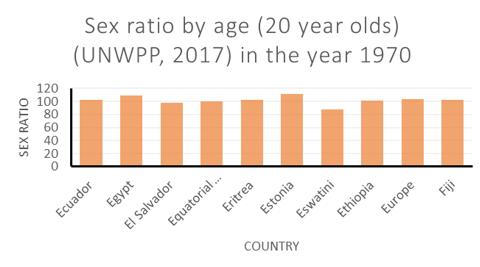 Sex ratio by age (20 year olds)
(UNWPP, 2017) in the year 1970
120
100
80
60
40
20
0
SEX RATIO
Ecuador
Egypt
El Salvador
Equatorial ...
Eritrea
Estonia
Eswatini
Ethiopia
Europe
Fiji
COUNTRY